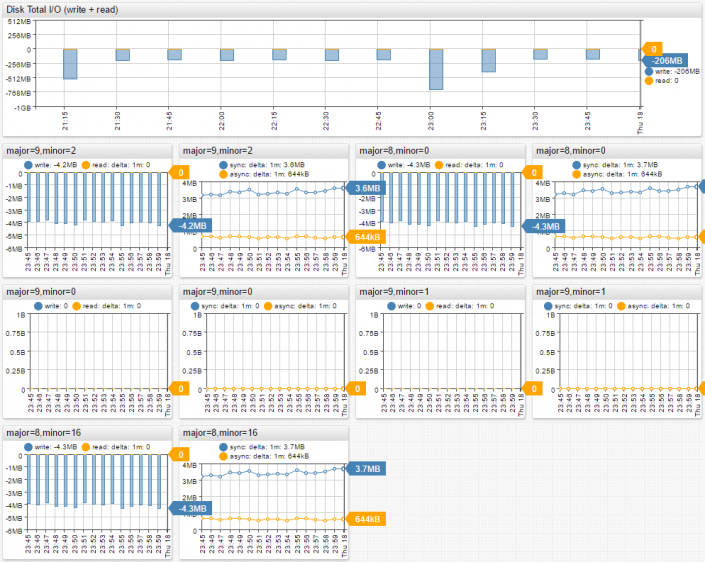 Disk Total I/O (write + read)
512MB
256MB
0
-256MB
-512MB
-768MB
-1GB
21:15
21:30
21:45
22:00
22:15
22:30
22:45
23:00
23:15
23:30
23:45
Thu 18
0
-206MB
write: -206MB
read: 0
major=9,minor=2
write: -4.2MB read: delta: 1m: 0
0
-1MB
-2MB
-3MB
-4MB
-5MB
-6MB
0
-4.2MB
23:45
23:46
23:47
23:48
23:49
23:50
23:51
23:52
23:53
23:54
23:55
23:56
23:57
23:58
23:59
Thu 18
major=9,minor=2
sync: delta: 1m: 3.6MB
async: delta: 1m: 644kB
4MB
3MB
2MB
1MB
0
3.6MB
644kB
23:45
23:46
23:47
23:48
23:49
23:50
23:51
23:52
23:53
23:54
23:55
23:56
23:57
23:58
23:59
Thu 18
major=8,minor=0
write: -4.3MB read: delta: 1m: 0
0
-1MB
-2MB
-3MB
-4MB
-5MB
-6MB
0
-4.3MB
23:45
23:46
23:47
23:48
23:49
23:50
23:51
23:52
23:53
23:54
23:55
23:56
23:57
23:58
23:59
Thu 18
major=8,minor=0
sync: delta: 1m: 3.7MB
async: delta: 1m: 644kB
4MB
3MB
2MB
1MB
0
23:45
23:46
23:47
23:48
23:49
23:50
23:51
23:52
23:53
23:54
23:55
23:56
23:57
23:58
23:59
Thu 18
major=9,minor=0
write: 0 read: delta: 1m: 0
1B
0.75B
0.5B
0.25B
0
0
23:45
23:46
23:47
23:48
23:49
23:50
23:51
23:52
23:53
23:54
23:55
23:56
23:57
23:58
23:59
Thu 18
major=9,minor=0
sync: delta: 1m: 0 async: delta: 1m: 0
1B
0.75B
0.5B
0.25B
0
0
23:45
23:46
23:47
23:48
23:49
23:50
23:51
23:52
23:53
23:54
23:55
23:56
23:57
23:58
23:59
Thu 18
major=9,minor=1
write: 0 read: delta: 1m: 0
1B
0.75B
0.5B
0.25B
0
0
23:45
23:46
23:47
23:48
23:49
23:50
23:51
23:52
23:53
23:54
23:55
23:56
23:57
23:58
23:59
Thu 18
major=9,minor=1
sync: delta: 1m: 0 async: delta: 1m: 0
1B
0.75B
0.5B
0.25B
0
23:45
23:46
23:47
23:48
23:49
23:50
23:51
23:52
23:53
23:54
23:55
23:56
23:57
23:58
23:59
Thu 18
major=8,minor=16
write: -4.3MB read: delta: 1m: 0
0
-1MB
-2MB
-3MB
-4MB
-5MB
-6MB
0
-4.3MB
23:45
23:46
23:47
23:48
23:49
23:50
23:51
23:52
23:53
23:54
23:55
23:56
23:57
23:58
23:59
Thu 18
major=8,minor=16
sync: delta: 1m: 3.7MB
async: delta: 1m: 644kB
4MB
3MB
2MB
1MB
0
3.7MB
644kB
23:45
23:46
23:47
23:48
23:49
23:50
23:51
23:52
23:53
23:54
23:55
23:56
23:57
23:58
23:59
Thu 18